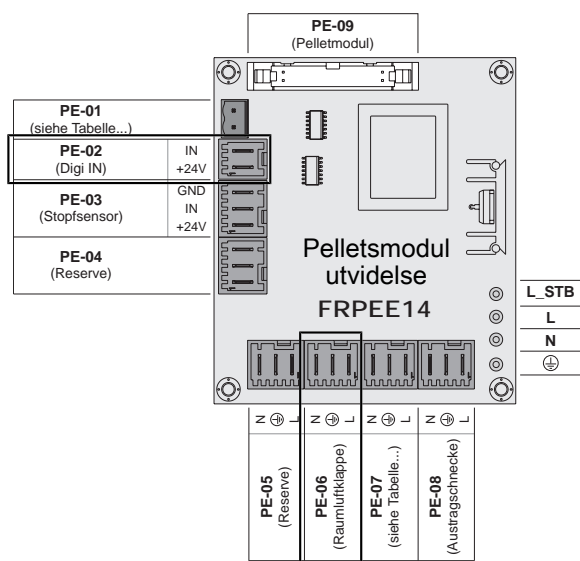 PE-09
(Pelletmodul)
PE-01
(siehe Tabelle...)
PE-02
(Digi IN)
IN
+24V
PE-03
(Stopfsensor)
GND
IN
+24V
PE-04
(Reserve)
Pelletsmodul
utvidelse
FRPEE14
L_STB
L
N
N L
N L
N L
N L
PE-05
(Reserve)
PE-06
(Raumluftklappe)
PE-07
(siehe Tabelle...)
PE-08
(Austragschnecke)